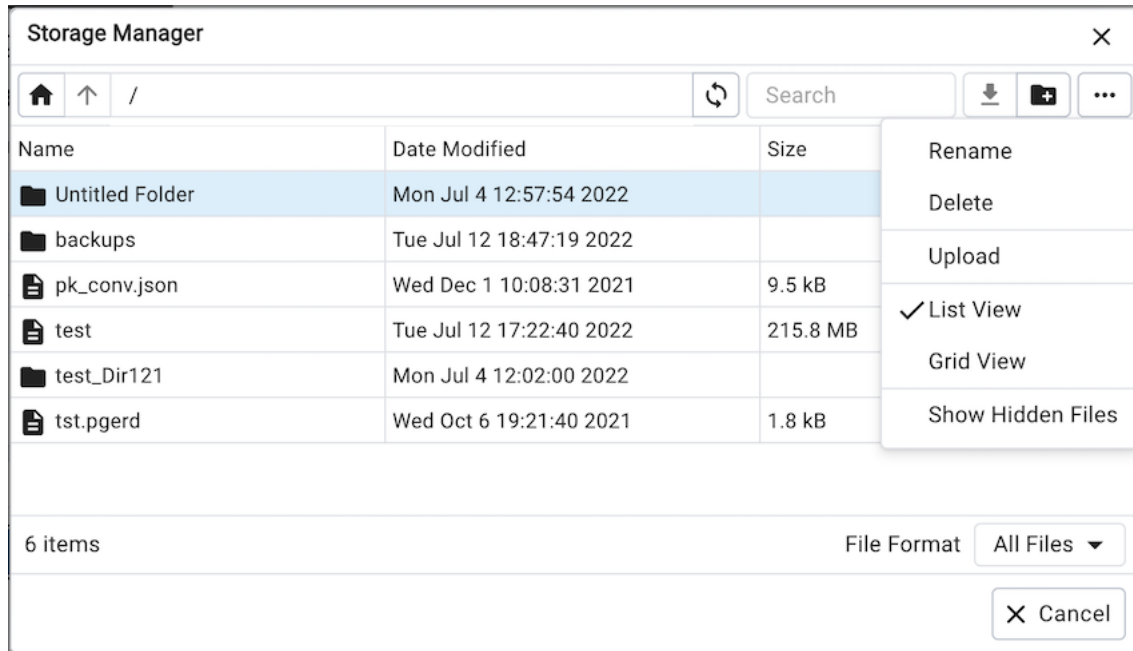 Storage Manager
/
Search
Name Date Modified Size
Rename
Untitled Folder Mon Jul 4 12:57:54 2022
Delete
backups Tue Jul 12 18:47:19 2022
Upload
pk_conv.json Wed Dec 1 10:08:31 2021 9.5 kB
List View
test Tue Jul 12 17:22:40 2022 215.8 MB
Grid View
test_Dir121 Mon Jul 4 12:02:00 2022
Show Hidden Files
tst.pgerd Wed Oct 6 19:21:40 2021 1.8 kB
6 items File Format All Files
Cancel